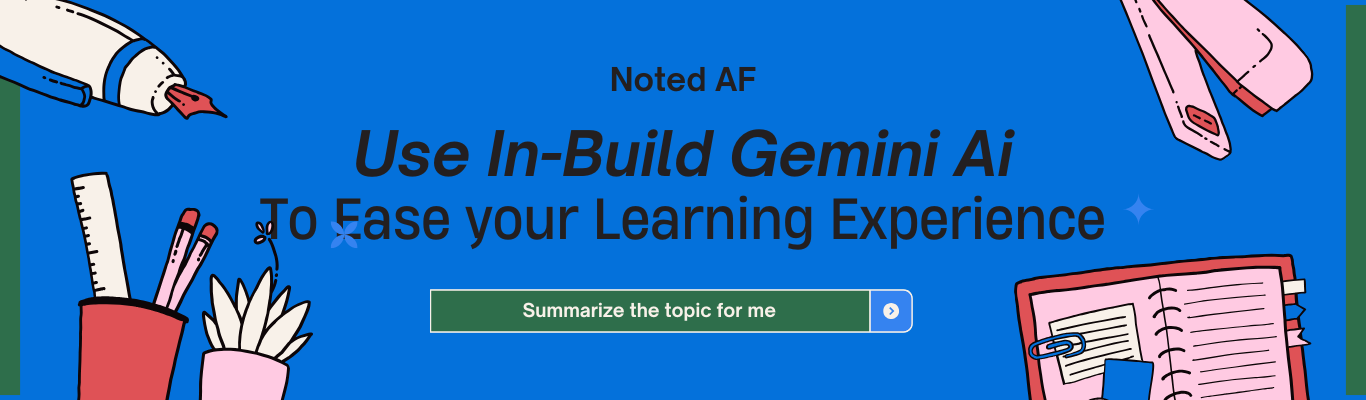 Noted AF
Use In-Build Gemini Ai
To Ease your Learning Experience
Summarize the topic for me